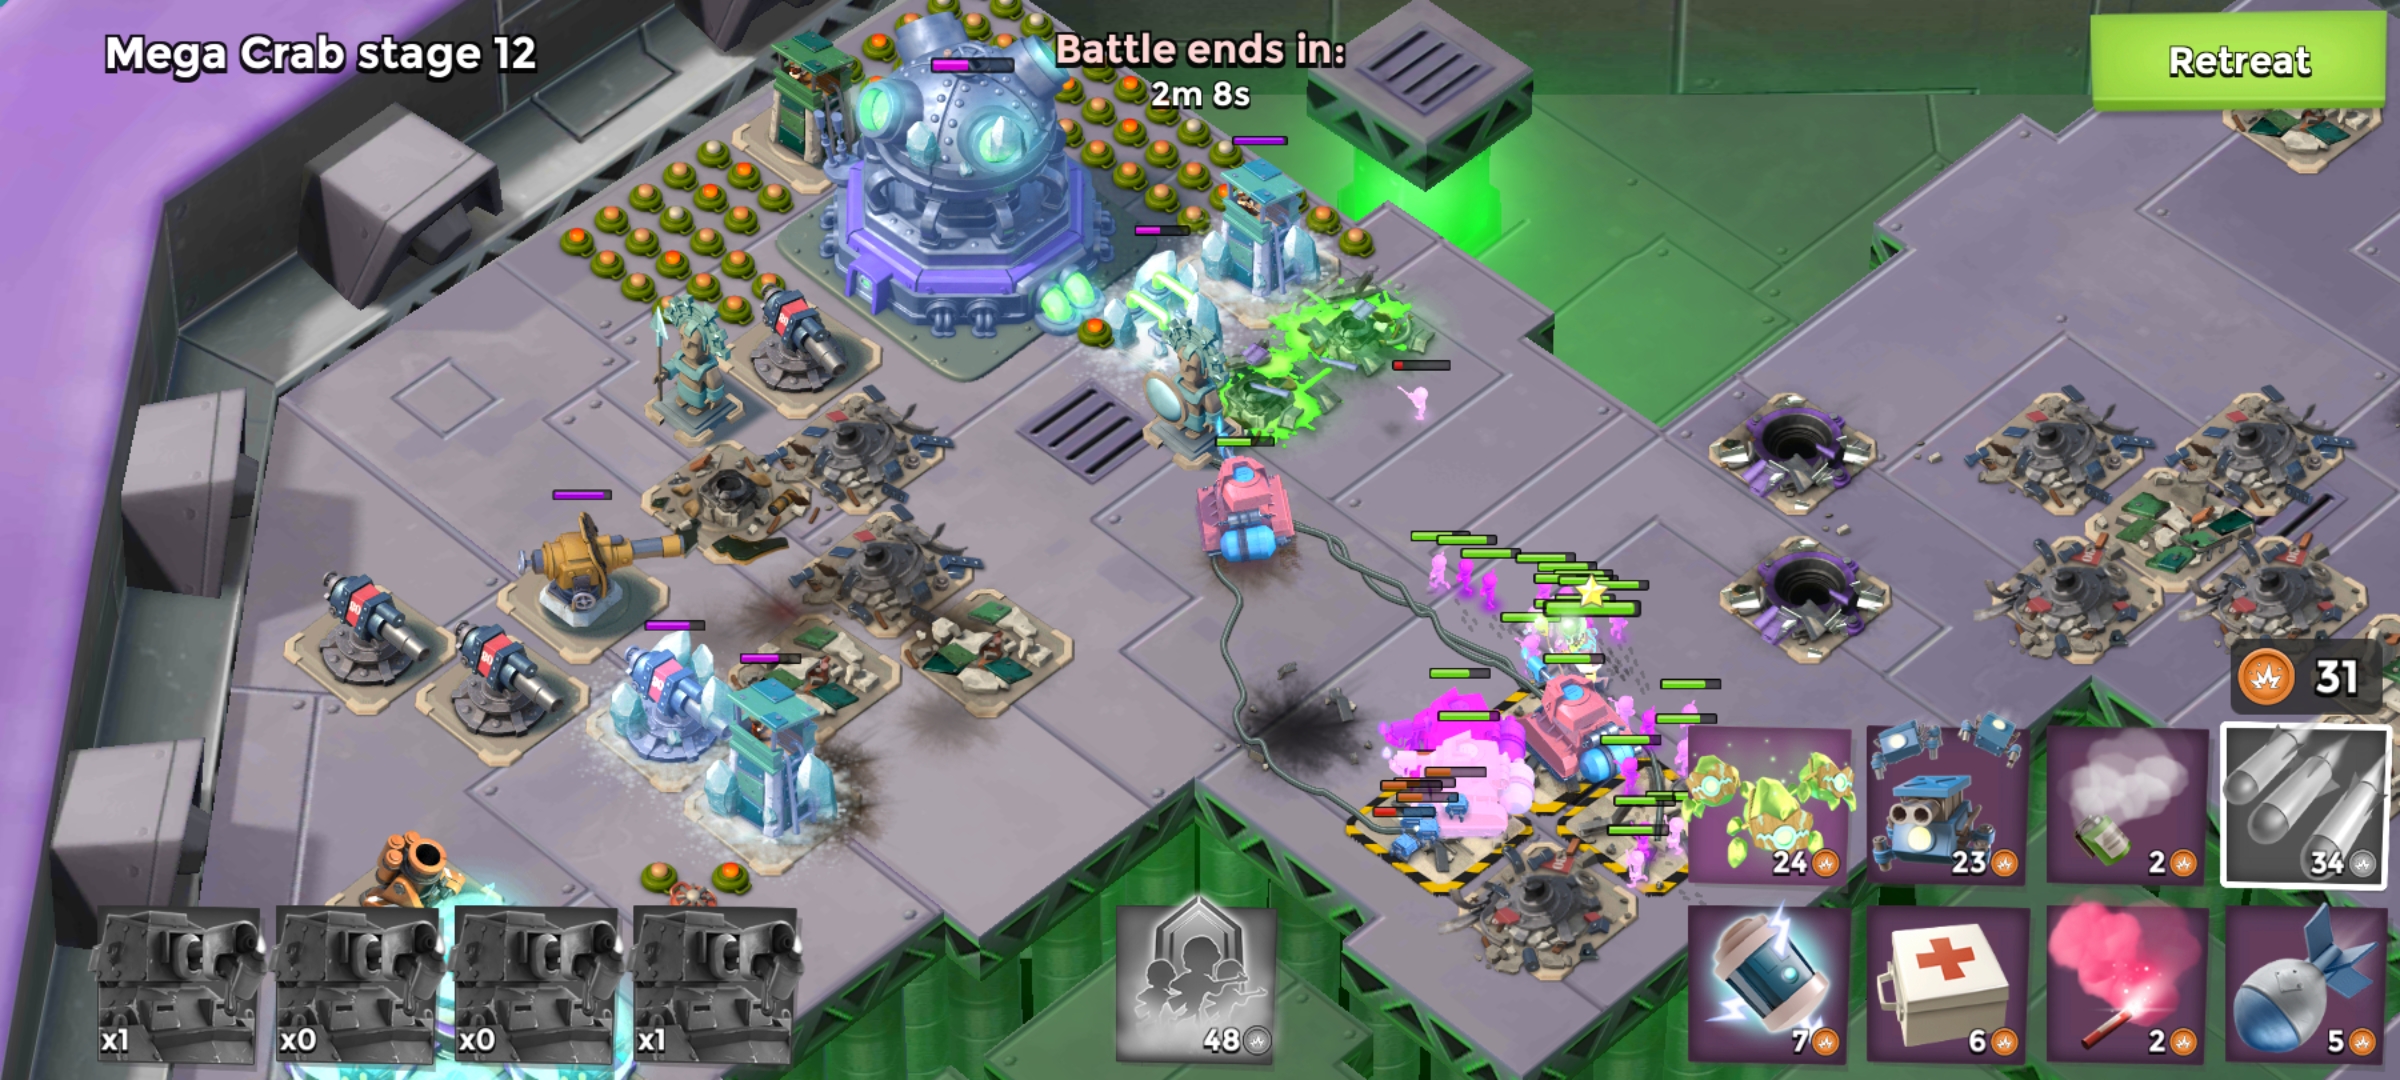 Mega Crab stage 12
Battle ends in:
2m 8s
Retreat
31
24
23
2
34
x1
x0
x0
x1
48
7
6
2
5